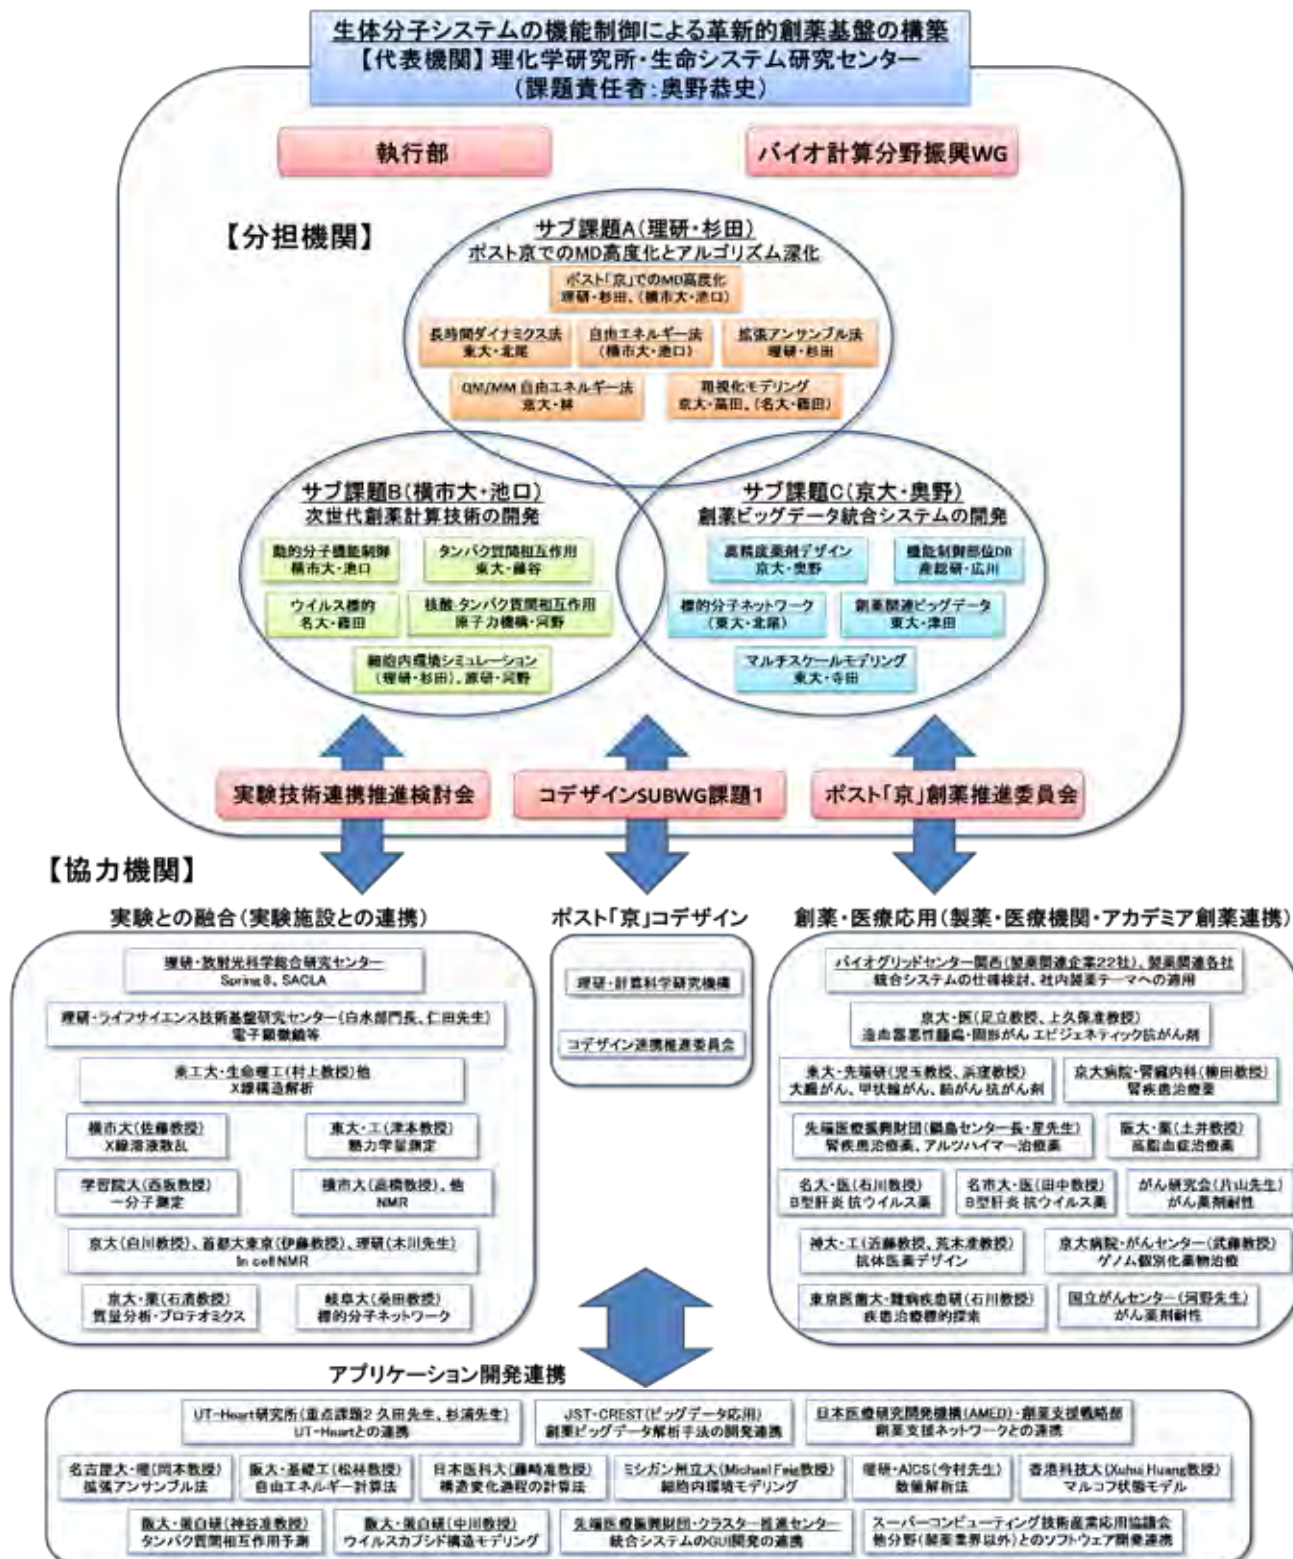 生体分子システムの機能制御による革新的創薬基盤の構築
【代表機関】理化学研究所・生命システム研究センター
(課題責任者:奥野恭史)
執行部
バイオ計算分野振興WG
【分担機関】
サブ課題A(理研・杉田)
ポスト京でのMD高度化とアルゴリズム深化
ポスト「京」でのMD高度化
理研・杉田、(横市大・池口)
長時間ダイナミクス法
東大・北尾
自由エネルギー法
(横市大・池口)
拡張アンサンブル法
理研・杉田
QM/MM 自由エネルギー法
京大・林
粗視化モデリング
京大・高田、(名大・篠田)
サブ課題B(横市大・池口)
次世代創薬計算技術の開発
動的分子機能制御
横市大・池口
タンパク質間相互作用
東大・藤谷
ウイルス標的
名大・篠田
核酸-タンパク質間相互作用
原子力機構・河野
細胞内環境シミュレーション
(理研・杉田)、原研・河野
サブ課題C(京大・奥野)
創薬ビッグデータ統合システムの開発
高精度薬剤デザイン
京大・奥野
機能制御部位DB
産総研・広川
標的分子ネットワーク
(東大・北尾)
創薬関連ビッグデータ
東大・津田
マルチスケールモデリング
東大・寺田
実験技術連携推進検討会
コデザインSUBWG課題1
ポスト「京」創薬推進委員会
【協力機関】
実験との融合(実験施設との連携)
理研・放射光科学総合研究センター
Spring8、SACLA
理研・ライフサイエンス技術基盤研究センター(白水部門長、仁田先生)
電子顕微鏡等
東工大・生命理工(村上教授)他
X線構造解析
横市大(佐藤教授)
X線溶液散乱
東大・工(津本教授)
熱力学量測定
学習院大(西坂教授)
一分子測定
横市大(高橋教授)、他
NMR
京大(白川教授)、首都大東京(伊藤教授)、理研(木川先生)
In cell NMR
京大・薬(石濱教授)
質量分析・プロテオミクス
岐阜大(桑田教授)
標的分子ネットワーク
ポスト「京」コデザイン
理研・計算科学研究機構
コデザイン連携推進委員会
創薬・医療応用(製薬・医療機関・アカデミア創薬連携)
バイオグリッドセンター関西(製薬関連企業22社)、製薬関連各社
統合システムの仕様検討、社内製薬テーマへの適用
京大・医(足立教授、上久保准教授)
造血器悪性腫瘍・固形がん エピジェネティック抗がん剤
東大・先端研(児玉教授、浜窪教授)
大腸がん、甲状腺がん、肺がん 抗がん剤
京大病院・腎臓内科(柳田教授)
腎疾患治療薬
先端医療振興財団(鍋島センター長・星先生)
腎疾患治療薬、アルツハイマー治療薬
阪大・薬(土井教授)
高脂血症治療薬
名大・医(石川教授)
B型肝炎 抗ウイルス薬
名市大・医(田中教授)
B型肝炎 抗ウイルス薬
がん研究会(片山先生)
がん薬剤耐性
神大・工(近藤教授、荒木准教授)
抗体医薬デザイン
京大病院・がんセンター(武藤教授)
ゲノム個別化薬物治療
東京医歯大・難病疾患研(石川教授)
疾患治療標的探索
国立がんセンター(河野先生)
がん薬剤耐性
アプリケーション開発連携
UT-Heart研究所(重点課題2 久田先生、杉浦先生)
UT-Heartとの連携
JST-CREST(ビッグデータ応用)
創薬ビッグデータ解析手法の開発連携
日本医療研究開発機構(AMED)・創薬支援戦略部
創薬支援ネットワークとの連携
名古屋大・理(岡本教授)
拡張アンサンブル法
阪大・基礎工(松林教授)
自由エネルギー計算法
日本医科大(藤崎准教授)
構造変化過程の計算法
ミシガン州立大(Michael Feig教授)
細胞内環境モデリング
理研・AICS(今村先生)
数値解析法
香港科技大(Xuhui Huang教授)
マルコフ状態モデル
阪大・蛋白研(神谷准教授)
タンパク質間相互作用予測
阪大・蛋白研(中川教授)
ウイルスカプシド構造モデリング
先端医療振興財団・クラスター推進センター
統合システムのGUI開発の連携
スーパーコンピューティング技術産業応用協議会
他分野(製薬業界以外)とのソフトウェア開発連携